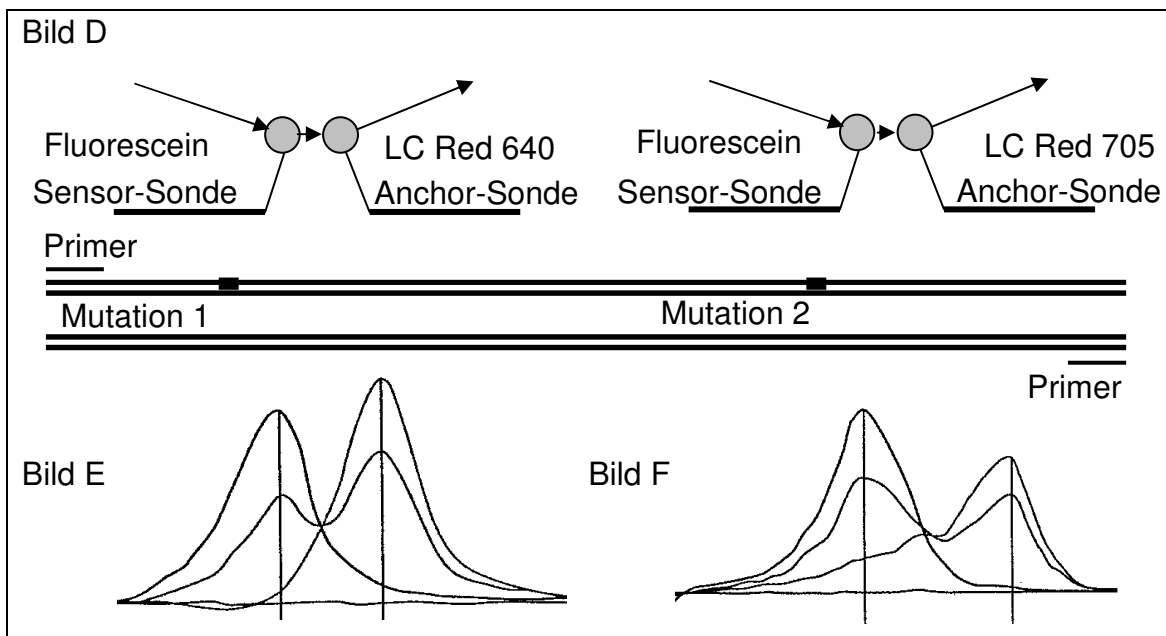 Bild D
Fluorescein
LC Red 640
Sensor-Sonde
Anchor-Sonde
Fluorescein
LC Red 705
Sensor-Sonde
Anchor-Sonde
Primer
Mutation 1
Mutation 2
Primer
Bild E
Bild F